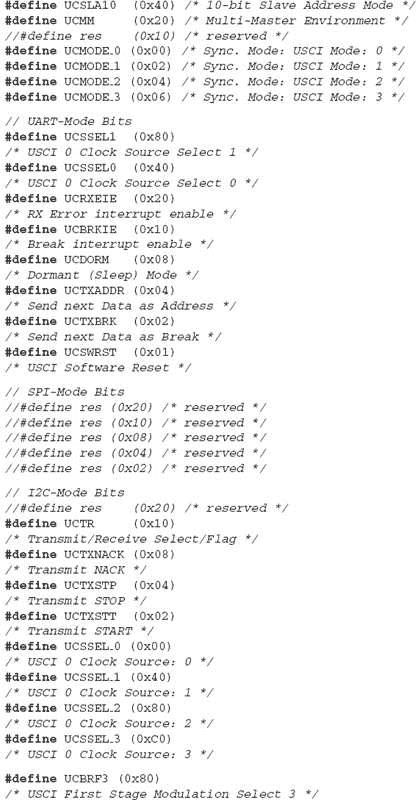 #define UCSLA10 (0x40) /* 10-bit Slave Address Mode */
#define UCMM (0x20) /* Multi-Master Environment */
//#define res (0x10) /* reserved */
#define UCMODE_0 (0x00) /* Sync. Mode: USCI Mode: 0 */
#define UCMODE_1 (0x02) /* Sync. Mode: USCI Mode: 1 */
#define UCMODE_2 (0x04) /* Sync. Mode: USCI Mode: 2 */
#define UCMODE_3 (0x06) /* Sync. Mode: USCI Mode: 3 */
// UART-Mode Bits
#define UCSSEL1 (0x80)
/* USCI 0 Clock Source Select 1 */
#define UCSSEL0 (0x40)
/* USCI 0 Clock Source Select 0 */
#define UCRXEIE (0x20)
/* RX Error interrupt enable */
#define UCBRKIE (0x10)
/* Break interrupt enable */
#define UCDORM (0x08)
/* Dormant (Sleep) Mode */
#define UCTXADDR (0x04)
/* Send next Data as Address */
#define UCTXBRK (0x02)
/* Send next Data as Break */
#define UCSWRST (0x01)
/* USCI Software Reset */
// SPI-Mode Bits
//#define res (0x20) /* reserved */
//#define res (0x10) /* reserved */
//#define res (0x08) /* reserved */
//#define res (0x04) /* reserved */
//#define res (0x02) /* reserved */
// I2C-Mode Bits
//#define res (0x20) /* reserved */
#define UCTR (0x10)
/* Transmit/Receive Select/Flag */
#define UCTXNACK (0x08)
/* Transmit NACK */
#define UCTXSTP (0x04)
/* Transmit STOP */
#define UCTXSTT (0x02)
/* Transmit START */
#define UCSSEL_0 (0x00)
/* USCI 0 Clock Source: 0 */
#define UCSSEL_1 (0x40)
/* USCI 0 Clock Source: 1 */
#define UCSSEL_2 (0x80)
/* USCI 0 Clock Source: 2 */
#define UCSSEL_3 (0xC0)
/* USCI 0 Clock Source: 3 */
#define UCBRF3 (0x80)
/* USCI First Stage Modulation Select 3 */